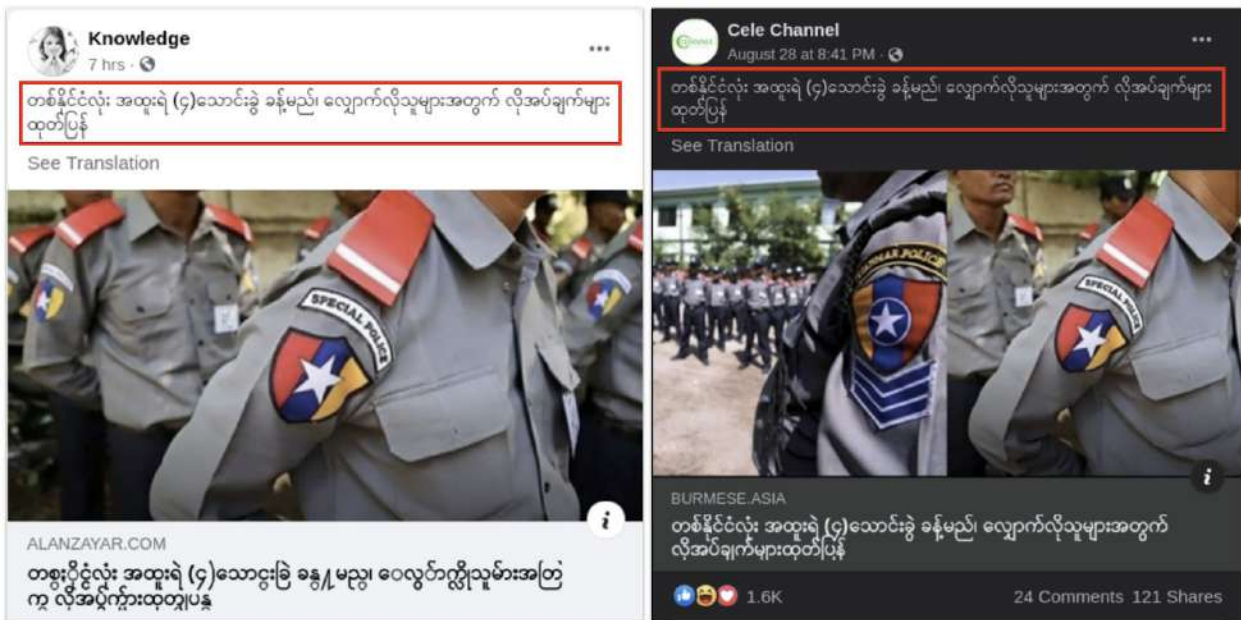 Knowledge
7 hrs ·
တစ်နိုင်ငံလုံး အထူးရဲ (၄)သောင်းခွဲ ခန့်မည်၊ လျှောက်လိုသူများအတွက် လိုအပ်ချက်များ
ထုတ်ပြန်
See Translation
SPECIAL POLICE
ALANZAYAR.COM
Cele Channel
August 28 at 8:41 PM ·
တစ်နိုင်ငံလုံး အထူးရဲ (၄)သောင်းခွဲ ခန့်မည်၊ လျှောက်လိုသူများအတွက် လိုအပ်ချက်များ
ထုတ်ပြန်
See Translation
MYANMAR POLICE
SPECIAL POLICE
BURMESE.ASIA
တစ်နိုင်ငံလုံး အထူးရဲ (၄)သောင်းခွဲ ခန့်မည်၊ လျှောက်လိုသူများအတွက်
လိုအပ်ချက်များထုတ်ပြန်
1.6K
24 Comments 121 Shares